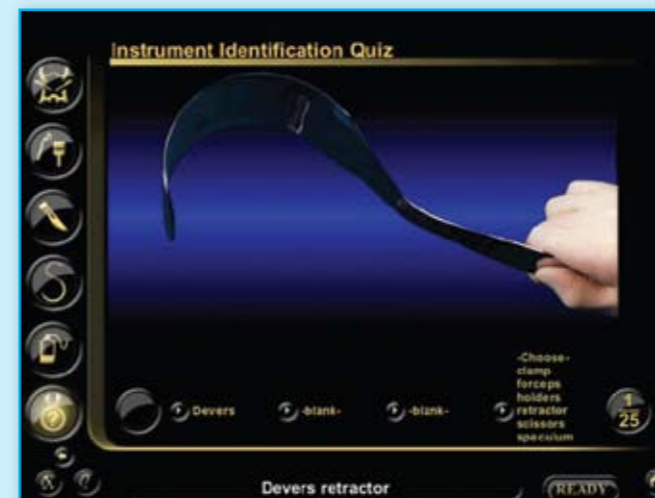 Instrument Identification Quiz
-Choose-
clamp
forceps
holders
Devers -blank- -blank- retractor
scissors
speculum
1
25
?
Devers retractor
READY